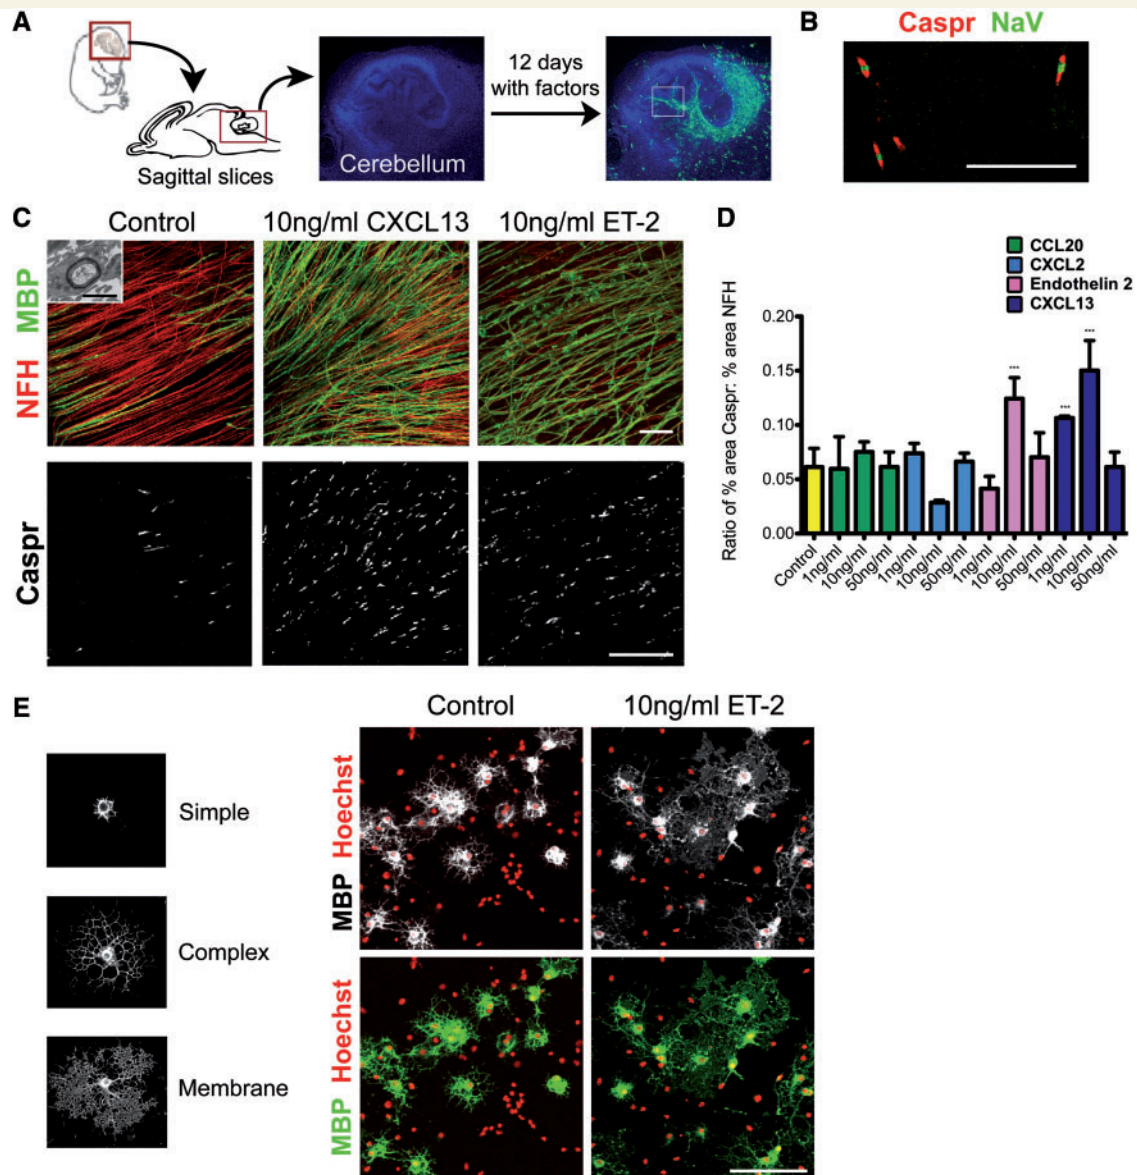 A
Sagittal slices
Cerebellum
12 days
with factors
B
Caspr NaV
C
Control
10ng/ml CXCL13
10ng/ml ET-2
NFH MBP
Caspr
D
CCL20
CXCL2
Endothelin 2
CXCL13
Ratio of % area Caspr: % area NFH
0.20
0.15
0.10
0.05
0.00
***
***
***
Control
1ng/ml
10ng/ml
50ng/ml
1ng/ml
10ng/ml
50ng/ml
1ng/ml
10ng/ml
50ng/ml
1ng/ml
10ng/ml
50ng/ml
E
Simple
Complex
Membrane
Control
10ng/ml ET-2
MBP Hoechst
MBP Hoechst